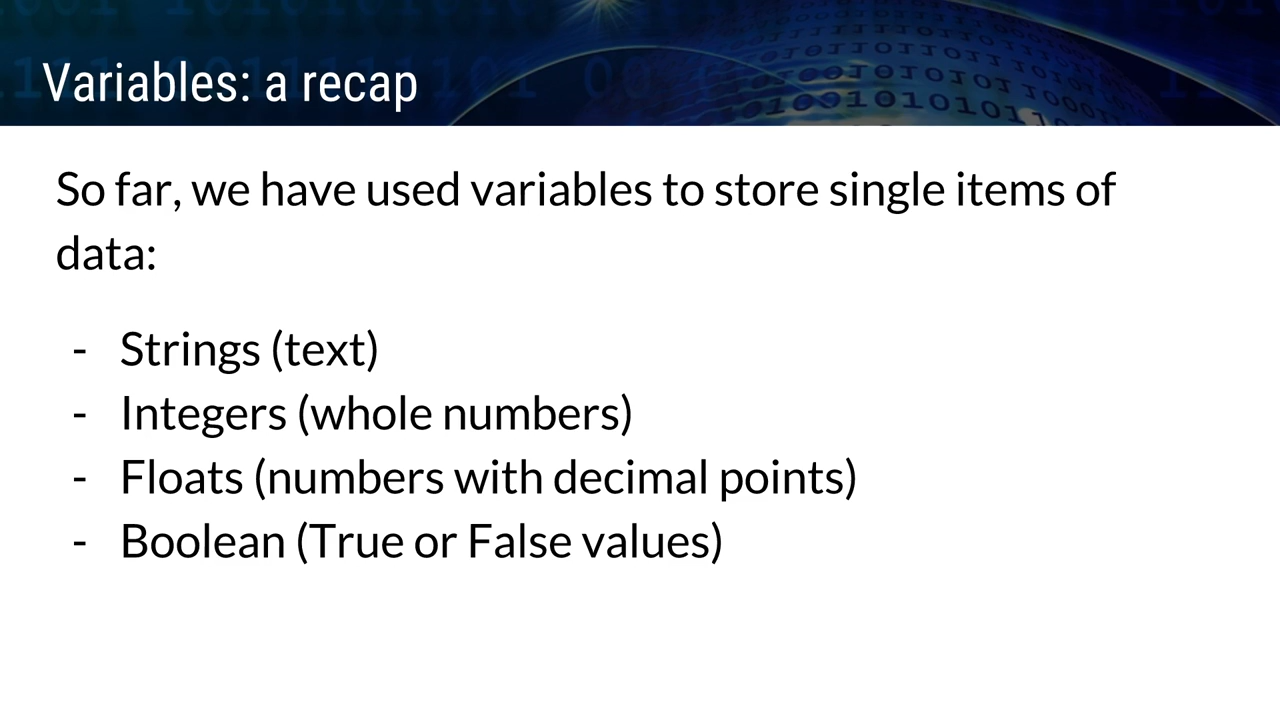 Variables: a recap
So far, we have used variables to store single items of
data:
- Strings (text)
- Integers (whole numbers)
- Floats (numbers with decimal points)
- Boolean (True or False values)